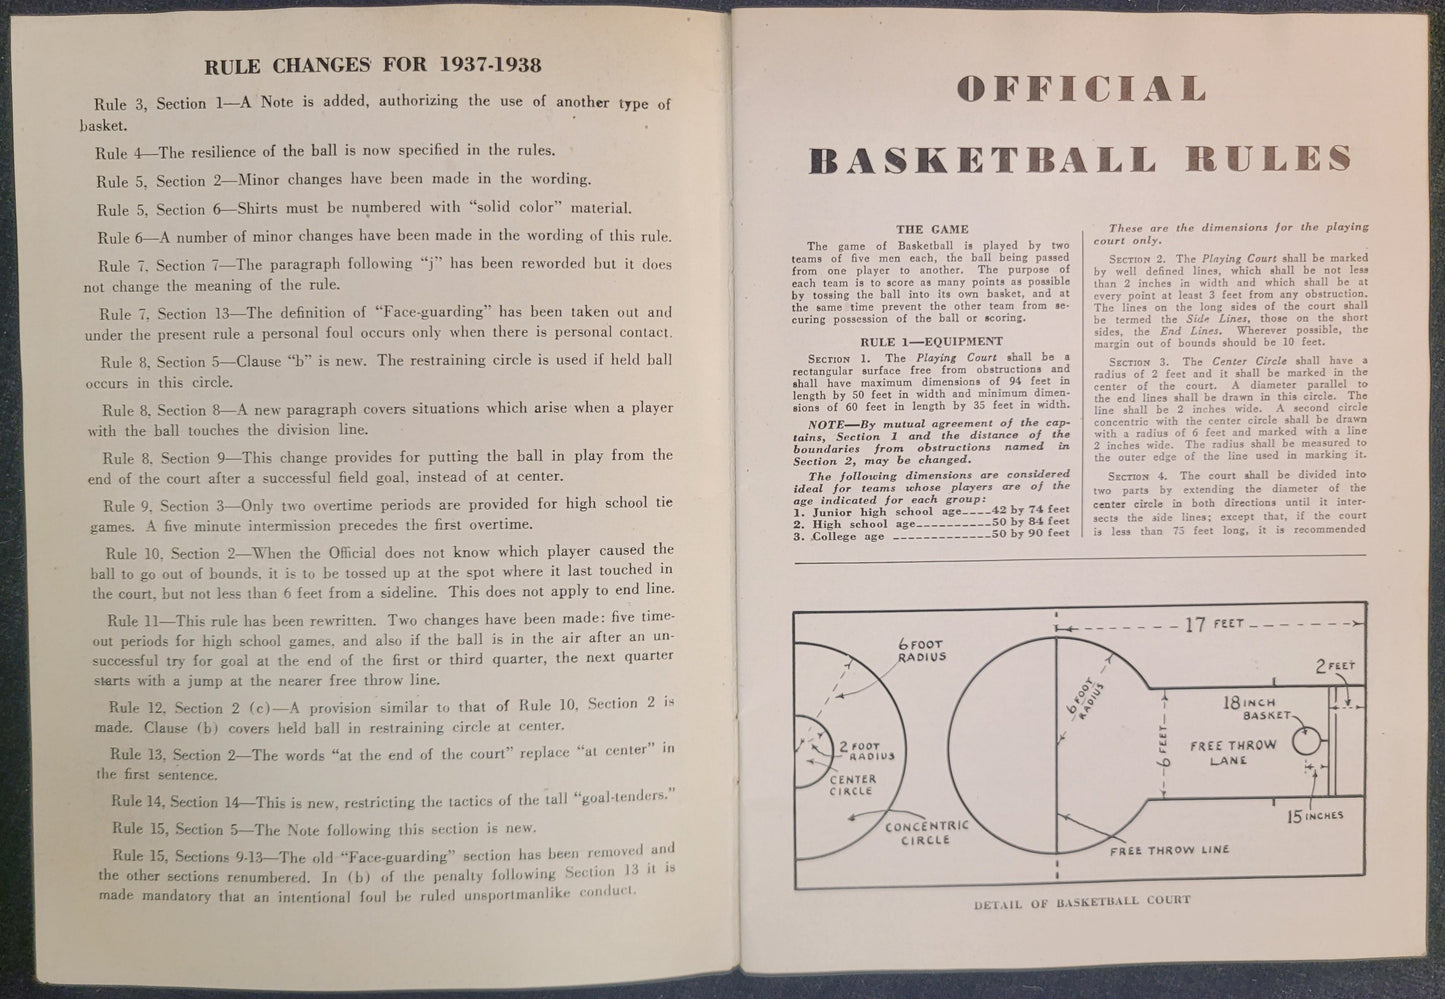 RULE CHANGES FOR 1937-1938
Rule 3, Section 1—A Note is added, authorizing the use of another type of
basket.
Rule 4—The resilience of the ball is now specified in the rules.
Rule 5, Section 2—Minor changes have been made in the wording.
Rule 5, Section 6—Shirts must be numbered with “solid color” material.
Rule 6—A number of minor changes have been made in the wording of this rule.
Rule 7, Section 7—The paragraph following “j” has been reworded but it does
not change the meaning of the rule.
Rule 7, Section 13—The definition of “Face-guarding” has been taken out and
under the present rule a personal foul occurs only when there is personal contact.
Rule 8, Section 5—Clause “b” is new. The restraining circle is used if held ball
occurs in this circle.
Rule 8, Section 8—A new paragraph covers situations which arise when a player
with the ball touches the division line.
Rule 8, Section 9—This change provides for putting the ball in play from the
end of the court after a successful field goal, instead of at center.
Rule 9, Section 3—Only two overtime periods are provided for high school tie
games. A five minute intermission precedes the first overtime.
Rule 10, Section 2—When the Official does not know which player caused the
ball to go out of bounds, it is to be tossed up at the spot where it last touched in
the court, but not less than 6 feet from a sideline. This does not apply to end line.
Rule 11—This rule has been rewritten. Two changes have been made: five time-
out periods for high school games, and also if the ball is in the air after an un-
successful try for goal at the end of the first or third quarter, the next quarter
starts with a jump at the nearer free throw line.
Rule 12, Section 2 (c)—A provision similar to that of Rule 10, Section 2 is
made. Clause (b) covers held ball in restraining circle at center.
Rule 13, Section 2—The words “at the end of the court” replace “at center” in
the first sentence.
Rule 14, Section 14—This is new, restricting the tactics of the tall “goal-tenders.”
Rule 15, Section 5—The Note following this section is new.
Rule 15, Sections 9-13—The old “Face-guarding” section has been removed and
the other sections renumbered. In (b) of the penalty following Section 13 it is
made mandatory that an intentional foul be ruled unsportmanlike conduct.
OFFICIAL
BASKETBALL RULES
THE GAME
The game of Basketball is played by two
teams of five men each, the ball being passed
from one player to another. The purpose of
each team is to score as many points as possible
by tossing the ball into its own basket, and at
the same time prevent the other team from se-
curing possession of the ball or scoring.
RULE 1—EQUIPMENT
SECTION 1. The Playing Court shall be a
rectangular surface free from obstructions and
shall have maximum dimensions of 94 feet in
length by 50 feet in width and minimum dimen-
sions of 60 feet in length by 35 feet in width.
NOTE—By mutual agreement of the cap-
tains, Section 1 and the distance of the
boundaries from obstructions named in
Section 2, may be changed.
The following dimensions are considered
ideal for teams whose players are of the
age indicated for each group:
1. Junior high school age____42 by 74 feet
2. High school age__________50 by 84 feet
3. College age _____________50 by 90 feet
These are the dimensions for the playing
court only.
SECTION 2. The Playing Court shall be marked
by well defined lines, which shall be not less
than 2 inches in width and which shall be at
every point at least 3 feet from any obstruction.
The lines on the long sides of the court shall
be termed the Side Lines, those on the short
sides, the End Lines. Wherever possible, the
margin out of bounds should be 10 feet.
SECTION 3. The Center Circle shall have a
radius of 2 feet and it shall be marked in the
center of the court. A diameter parallel to
the end lines shall be drawn in this circle. The
line shall be 2 inches wide. A second circle
concentric with the center circle shall be drawn
with a radius of 6 feet and marked with a line
2 inches wide. The radius shall be measured to
the outer edge of the line used in marking it.
SECTION 4. The court shall be divided into
two parts by extending the diameter of the
center circle in both directions until it inter-
sects the side lines; except that, if the court
is less than 75 feet long, it is recommended
17 FEET
6 FOOT
RADIUS
2 FEET
6 FOOT
RADIUS
18 INCH
BASKET
6 FEET
FREE THROW
LANE
2 FOOT
RADIUS
CENTER
CIRCLE
15 INCHES
CONCENTRIC
CIRCLE
FREE THROW LINE
DETAIL OF BASKETBALL COURT